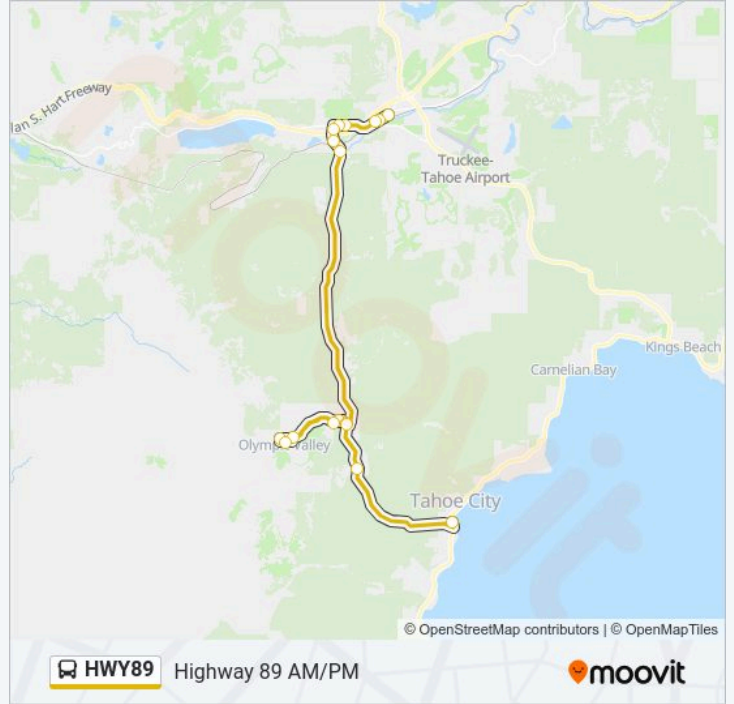 lan S. Hart Freeway
Truckee-
Tahoe Airport
Kings Beach
Carnelian Bay
Olympic Valley
Tahoe City
© OpenStreetMap contributors | © OpenMapTiles
HWY89 Highway 89 AM/PM
moovit